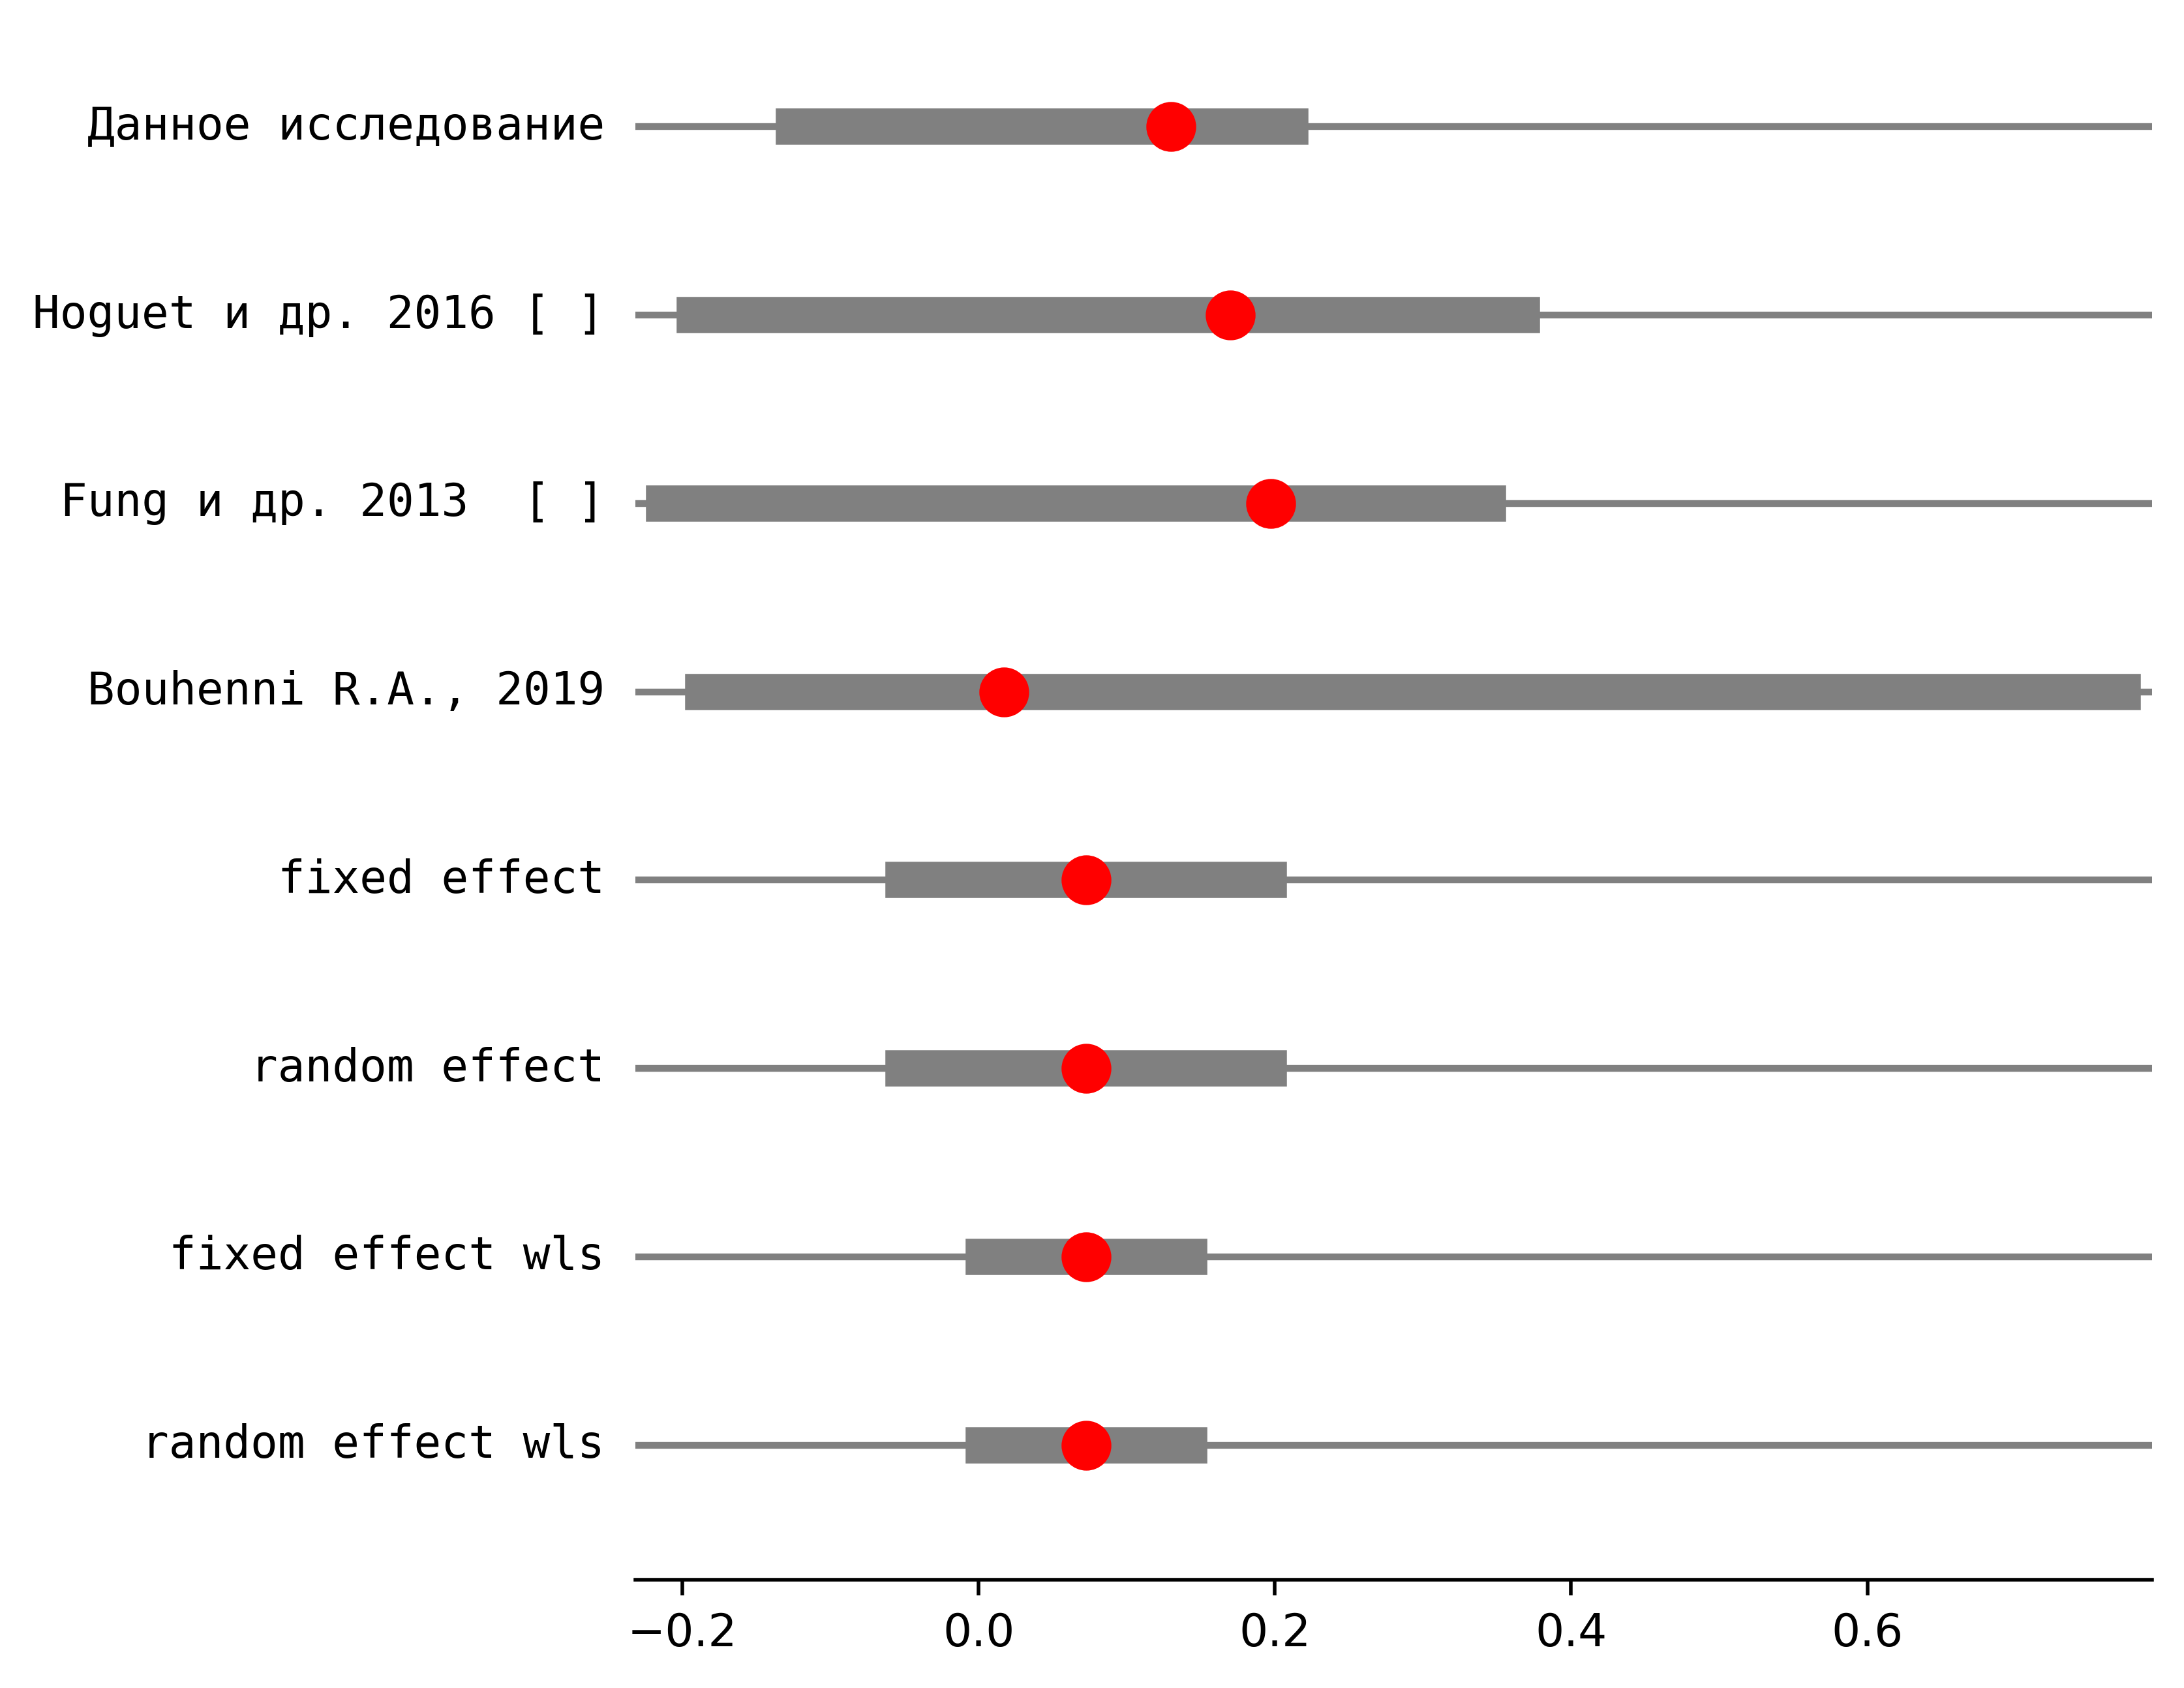 Данное исследование
Hoguet и др. 2016 [ ]
Fung и др. 2013  [ ]
Bouhenni R.A., 2019
fixed effect
random effect
fixed effect wls
random effect wls
−0.2 0.0 0.2 0.4 0.6